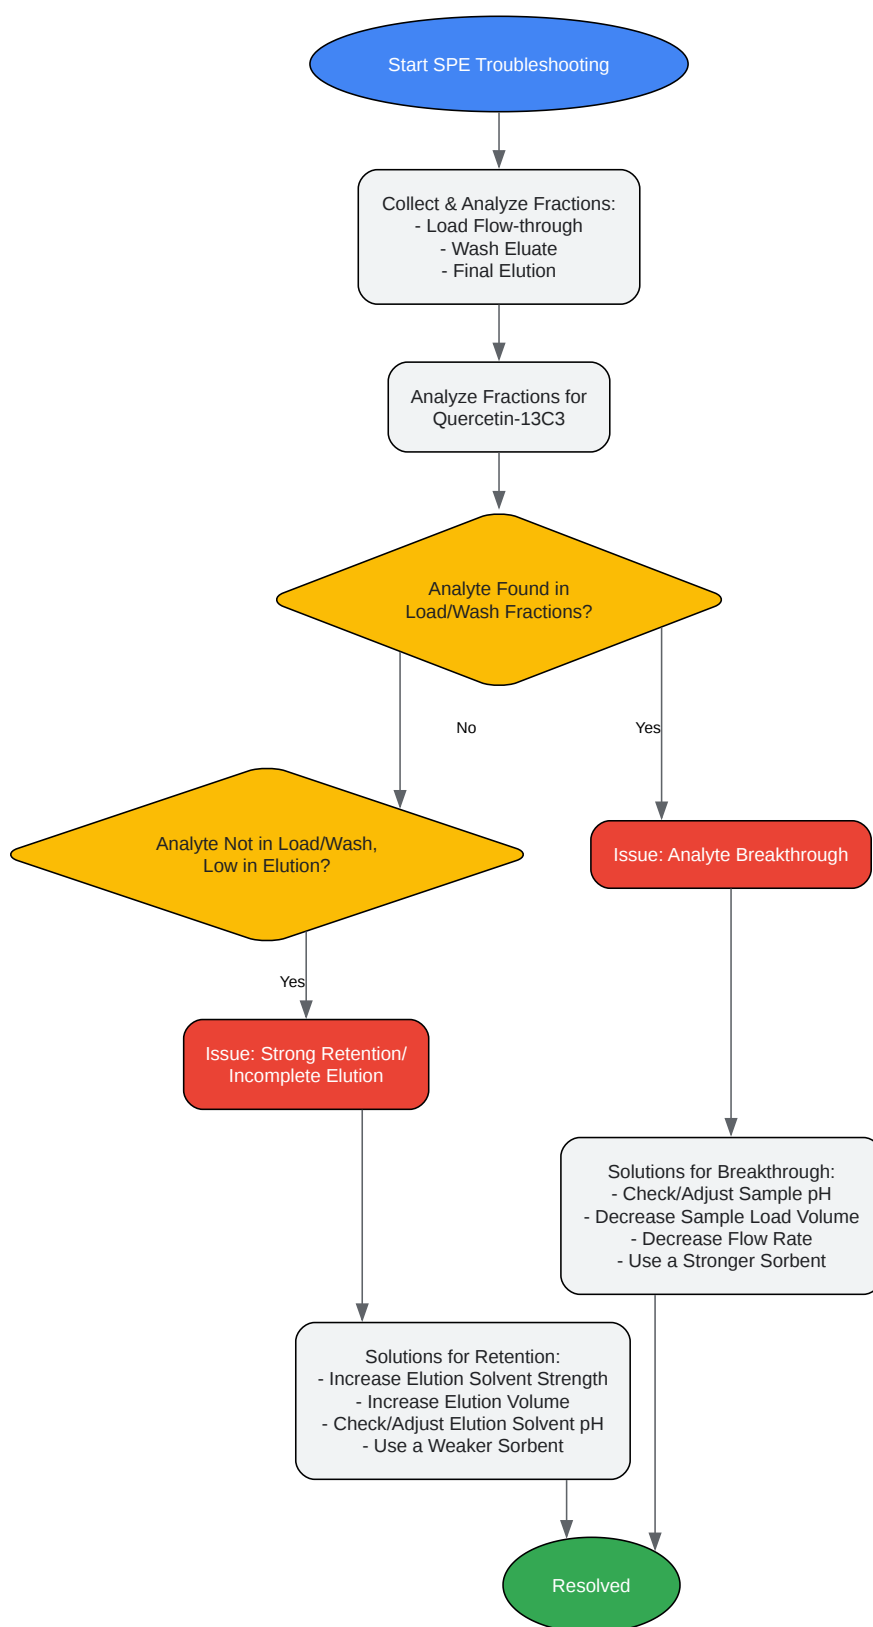 Start SPE Troubleshooting
Collect & Analyze Fractions:
- Load Flow-through
- Wash Eluate
- Final Elution
Analyze Fractions for
Quercetin-13C3
Analyte Found in
Load/Wash Fractions?
No
Yes
Analyte Not in Load/Wash,
Low in Elution?
Issue: Analyte Breakthrough
Yes
Issue: Strong Retention/
Incomplete Elution
Solutions for Breakthrough:
- Check/Adjust Sample pH
- Decrease Sample Load Volume
- Decrease Flow Rate
- Use a Stronger Sorbent
Solutions for Retention:
- Increase Elution Solvent Strength
- Increase Elution Volume
- Check/Adjust Elution Solvent pH
- Use a Weaker Sorbent
Resolved